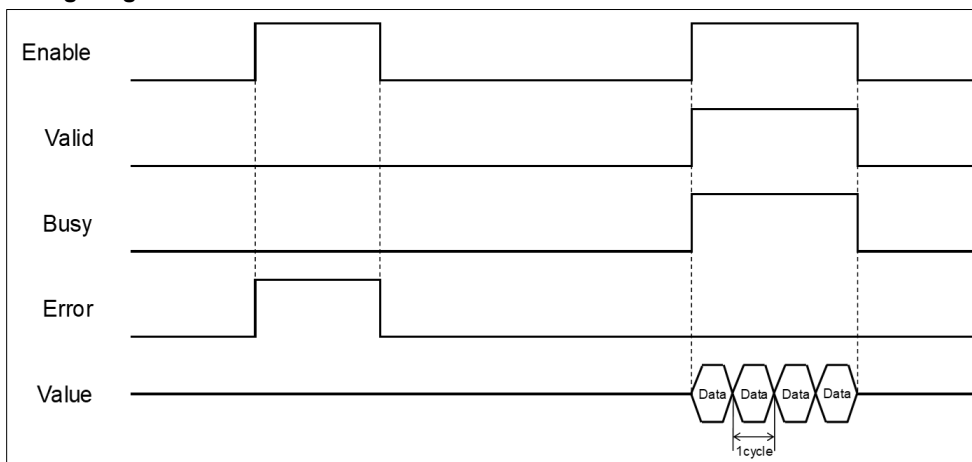 Enable
Valid
Busy
Error
Value
Data Data Data Data
1cycle